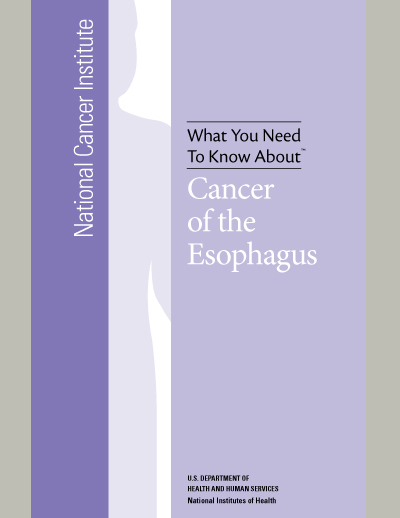 National Cancer Institute
What You Need
To Know About™
Cancer
of the
Esophagus
U.S. DEPARTMENT OF
HEALTH AND HUMAN SERVICES
National Institutes of Health